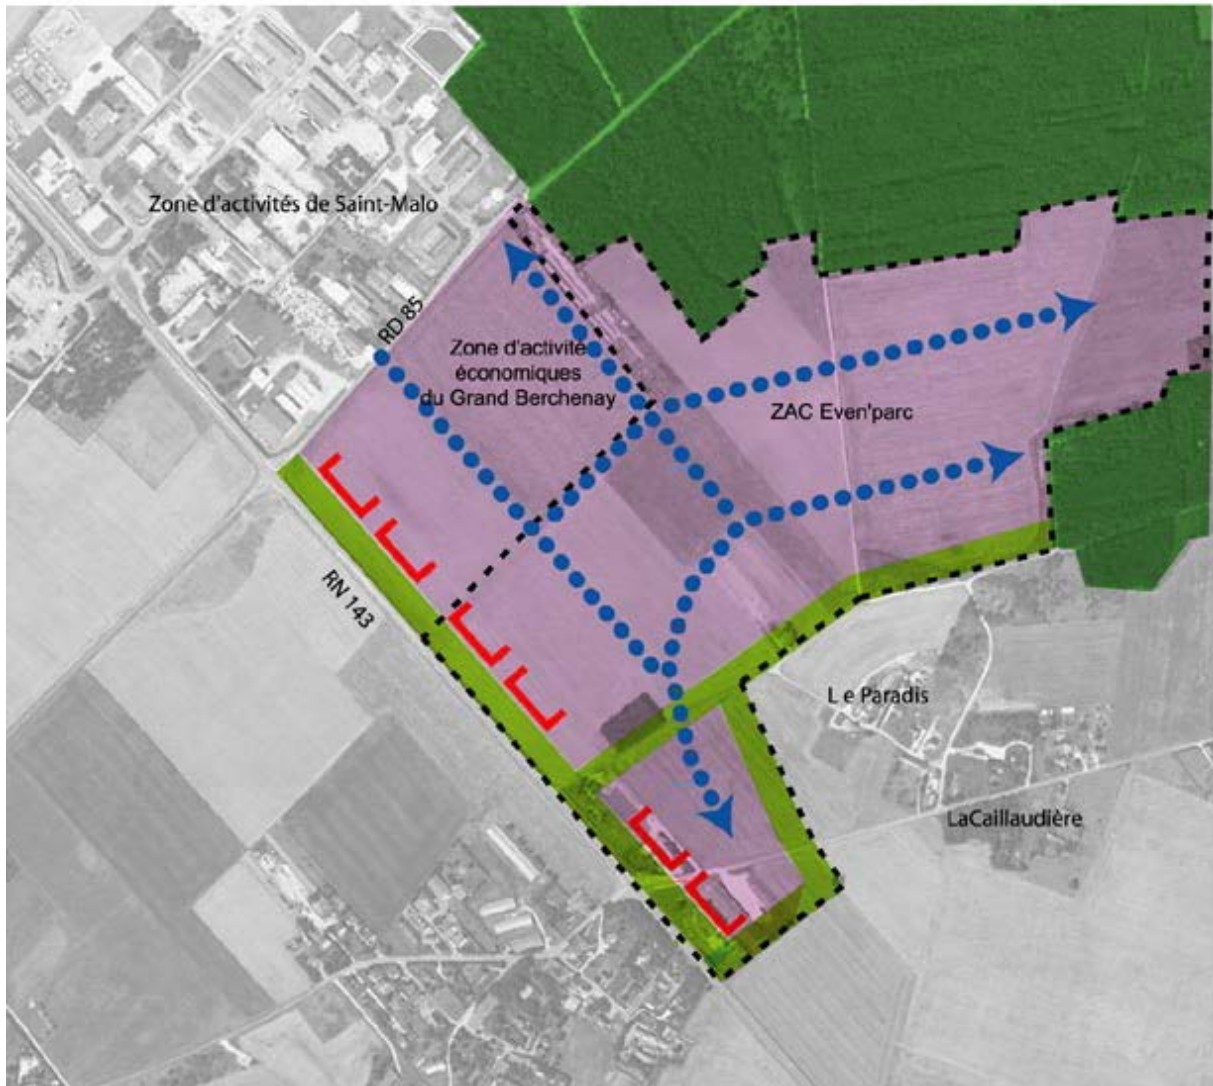 Zone d'activités de Saint-Malo
RD 85
Zone d'activité
économiques
du Grand Berchenay
ZAC Even'parc
RN 143
L e Paradis
LaCaillaudière